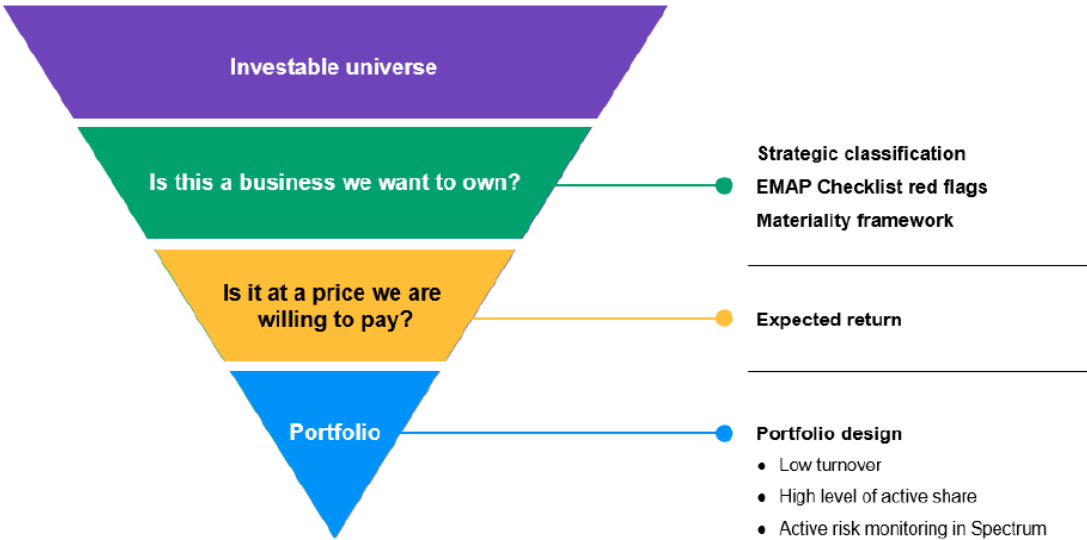 Investable universe
Is this a business we want to own?
Strategic classification
EMAP Checklist red flags
Materiality framework
Is it at a price we are
willing to pay?
Expected return
Portfolio
Portfolio design
• Low turnover
• High level of active share
• Active risk monitoring in Spectrum